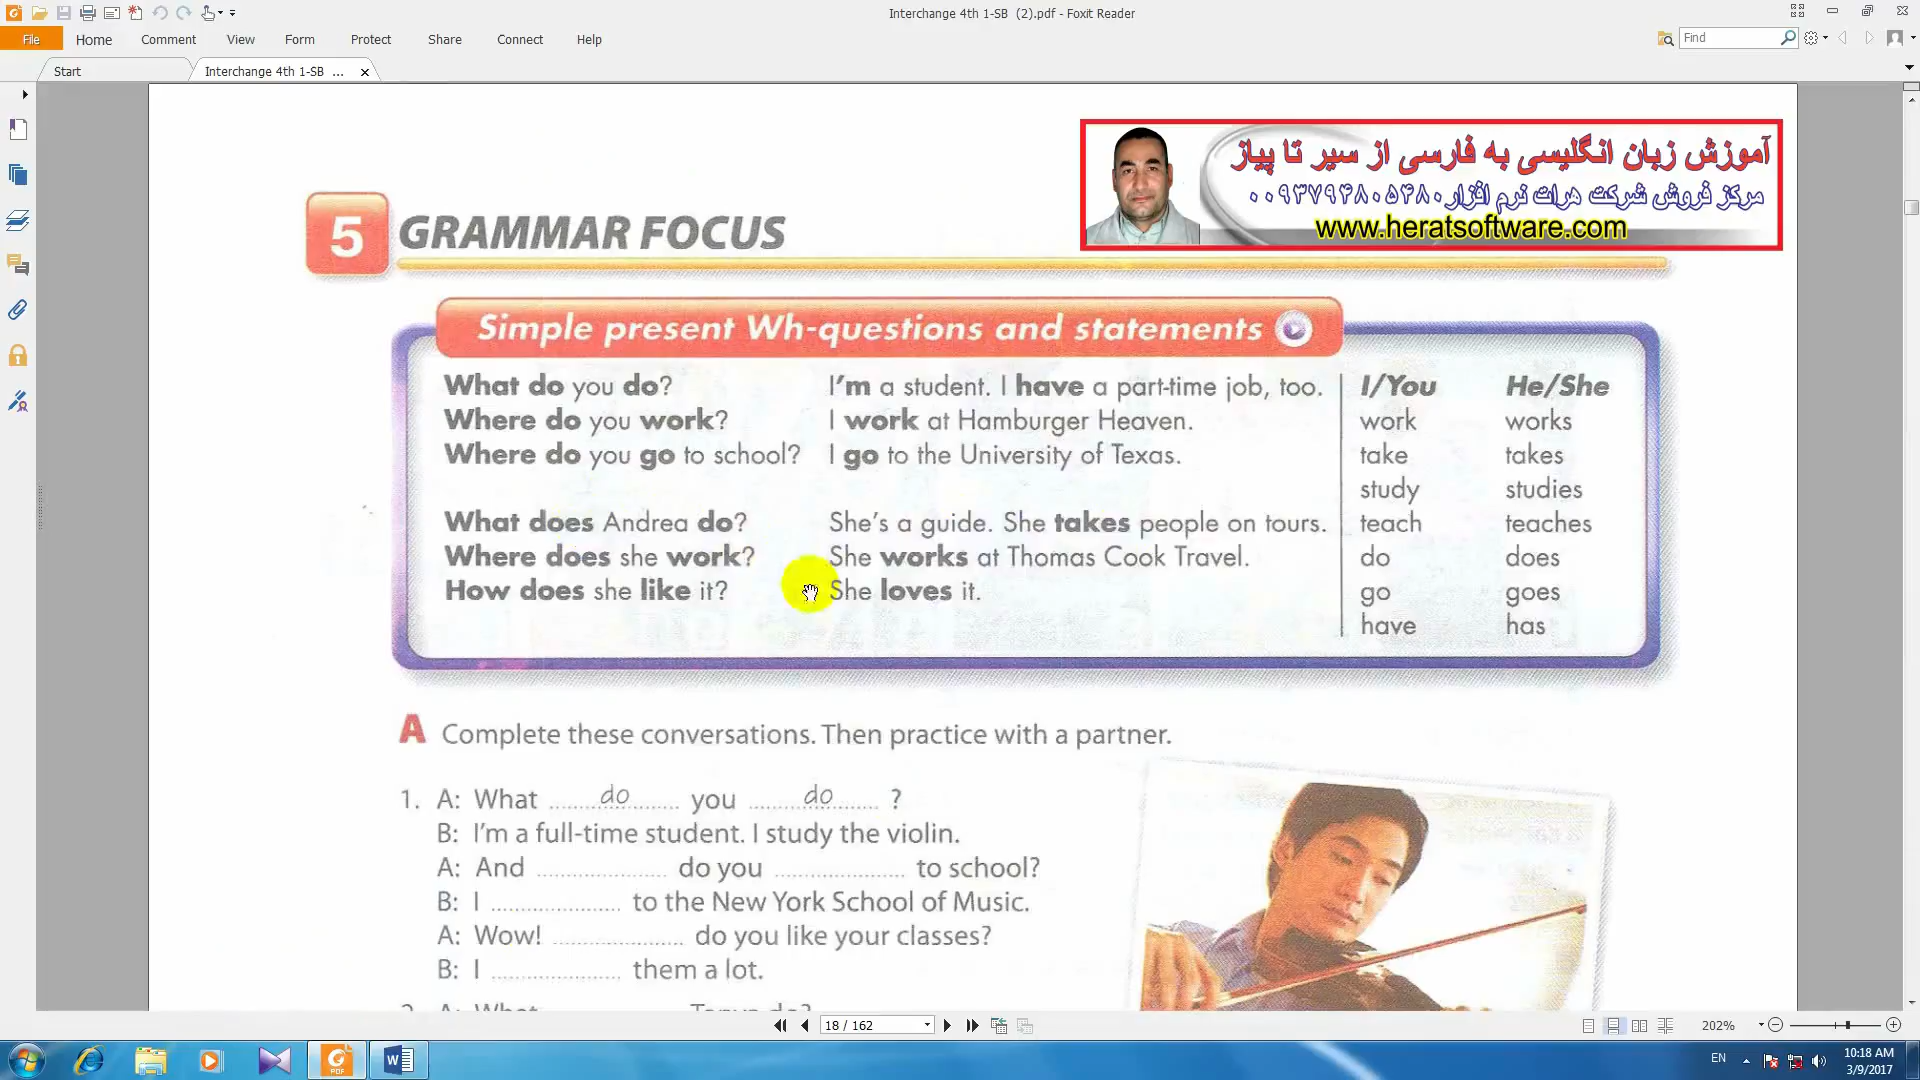 Interchange 4th 1-SB (2).pdf - Foxit Reader
File Home Comment View Form Protect Share Connect Help
Find
Start
Interchange 4th 1-SB ...
آموزش زبان انگلیسی به فارسی از سیر تا پیاز
مرکز فروش شرکت هرات نرم افزار ۰۰۹۳۷۹۴۸۰۵۴۸۰
www.heratsoftware.com
5 GRAMMAR FOCUS
Simple present Wh-questions and statements
What do you do? I'm a student. I have a part-time job, too. I/You He/She
Where do you work? I work at Hamburger Heaven. work works
Where do you go to school? I go to the University of Texas. take takes
study studies
What does Andrea do? She's a guide. She takes people on tours. teach teaches
Where does she work? She works at Thomas Cook Travel. do does
How does she like it? She loves it. go goes
have has
A Complete these conversations. Then practice with a partner.
1. A: What do you do ?
B: I'm a full-time student. I study the violin.
A: And .................... do you .................... to school?
B: I .................... to the New York School of Music.
A: Wow! .................... do you like your classes?
B: I .................... them a lot.
2. A: What .................... Tanya do?
18 / 162
202%
EN
10:18 AM
3/9/2017